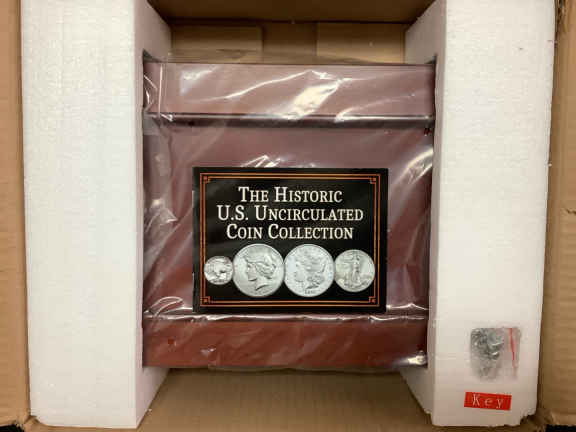 The Historic
U.S. Uncirculated
Coin Collection
Key